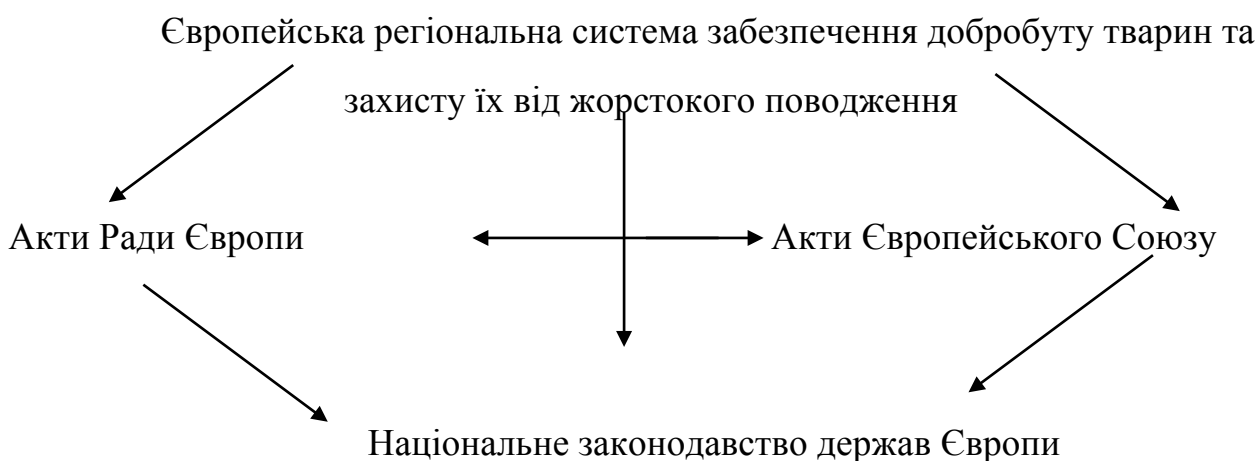 Європейська регіональна система забезпечення добробуту тварин та
захисту їх від жорстокого поводження
Акти Ради Європи
Акти Європейського Союзу
Національне законодавство держав Європи